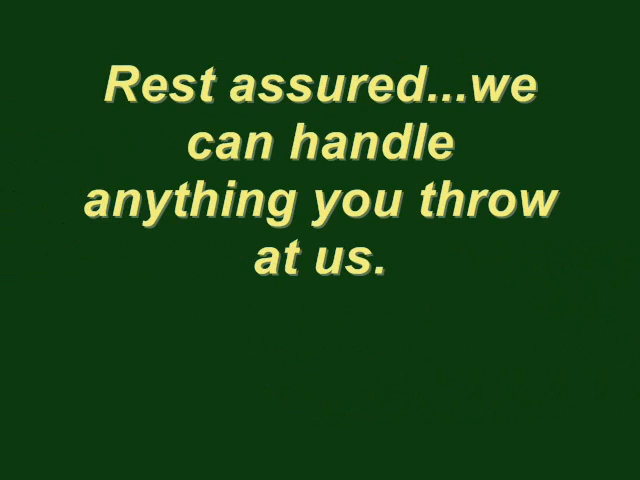 Rest assured...we
can handle
anything you throw
at us.